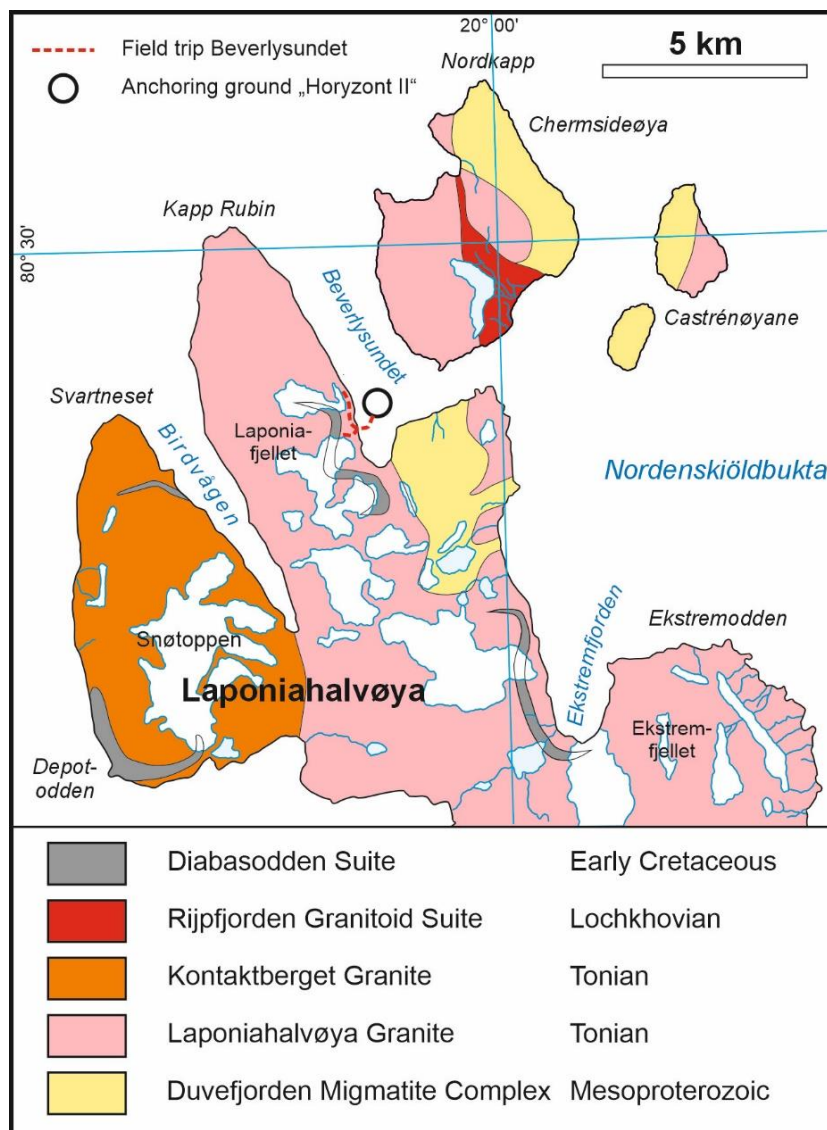 20° 00'
Field trip Beverlysundet
Anchoring ground „Horyzont II“
5 km
Nordkapp
Chermsideøya
Kapp Rubin
80° 30'
Beverlysundet
Castrénøyane
Svartneset
Birdvågen
Laponia-
fjellet
Nordenskiöldbukta
Snøtoppen
Laponiahalvøya
Ekstremfjorden
Ekstremodden
Ekstrem-
fjellet
Depot-
odden
Diabasodden Suite Early Cretaceous
Rijpfjorden Granitoid Suite Lochkhovian
Kontaktberget Granite Tonian
Laponiahalvøya Granite Tonian
Duvefjorden Migmatite Complex Mesoproterozoic